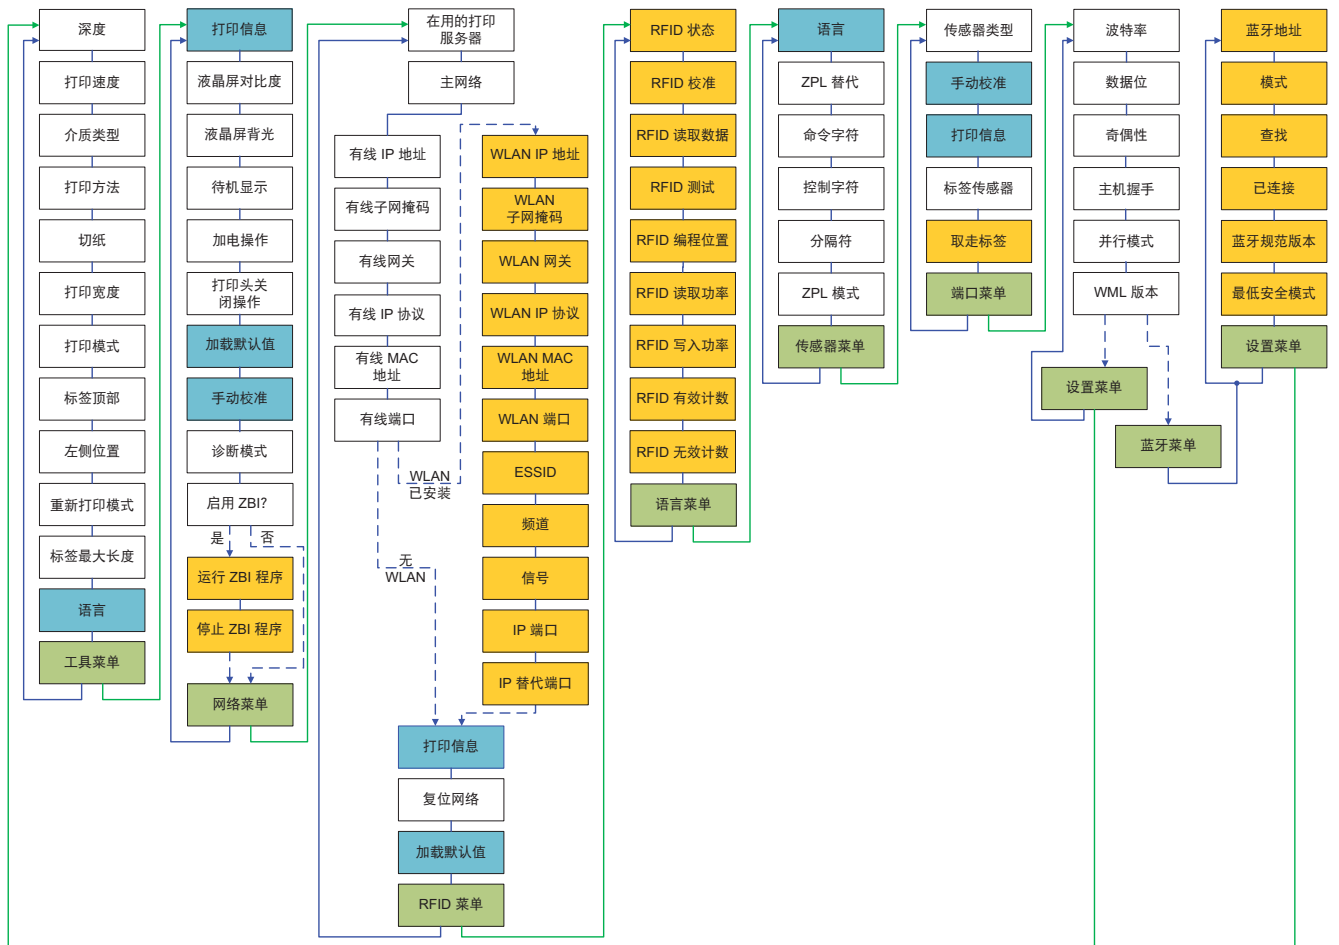 深度
打印速度
介质类型
打印方法
切纸
打印宽度
打印模式
标签顶部
左侧位置
重新打印模式
标签最大长度
语言
工具菜单
打印信息
液晶屏对比度
液晶屏背光
待机显示
加电操作
打印头关
闭操作
加载默认值
手动校准
诊断模式
启用 ZBI?
是
否
运行 ZBI 程序
停止 ZBI 程序
网络菜单
在用的打印
服务器
主网络
有线 IP 地址
有线子网掩码
有线网关
有线 IP 协议
有线 MAC
地址
有线端口
WLAN
已安装
无
WLAN
WLAN IP 地址
WLAN
子网掩码
WLAN 网关
WLAN IP 协议
WLAN MAC
地址
WLAN 端口
ESSID
频道
信号
IP 端口
IP 替代端口
打印信息
复位网络
加载默认值
RFID 菜单
RFID 状态
RFID 校准
RFID 读取数据
RFID 测试
RFID 编程位置
RFID 读取功率
RFID 写入功率
RFID 有效计数
RFID 无效计数
语言菜单
语言
ZPL 替代
命令字符
控制字符
分隔符
ZPL 模式
传感器菜单
传感器类型
手动校准
打印信息
标签传感器
取走标签
端口菜单
波特率
数据位
奇偶性
主机握手
并行模式
WML 版本
设置菜单
蓝牙菜单
蓝牙地址
模式
查找
已连接
蓝牙规范版本
最低安全模式
设置菜单